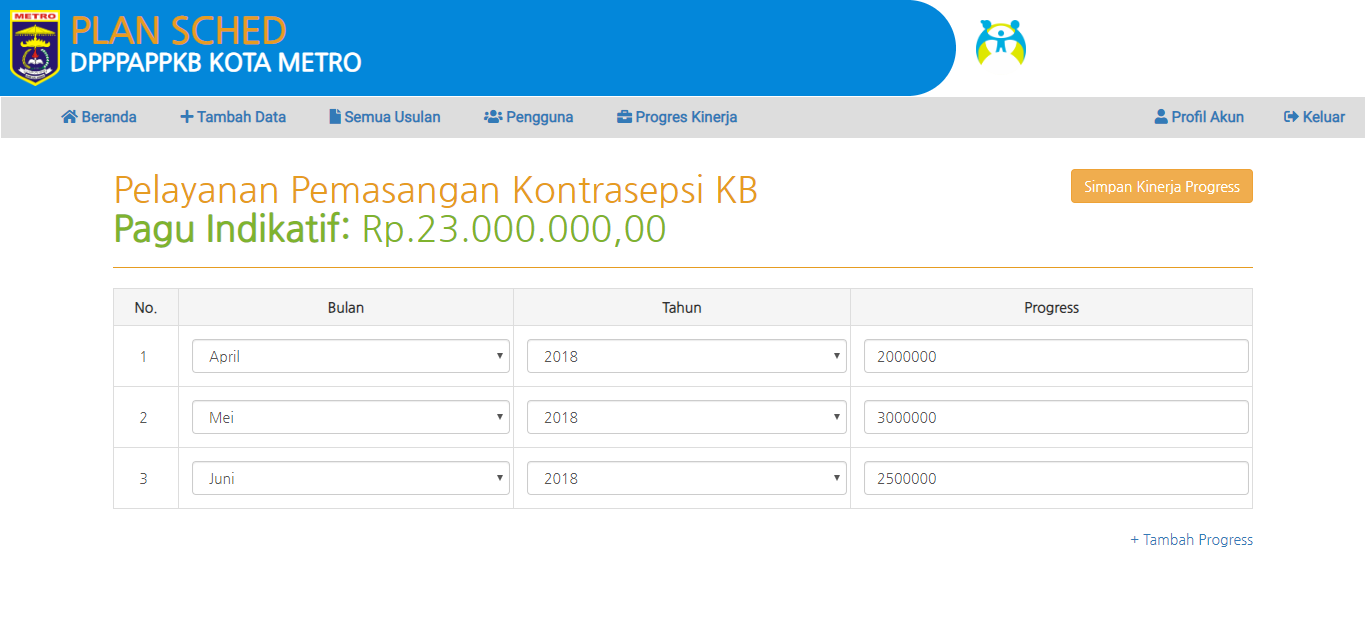 METRO
PLAN SCHED
DPPPAPPKB KOTA METRO
Beranda
Tambah Data
Semua Usulan
Pengguna
Progres Kinerja
Profil Akun
Keluar
Pelayanan Pemasangan Kontrasepsi KB
Simpan Kinerja Progress
Pagu Indikatif: Rp.23.000.000,00
No. Bulan Tahun Progress
1 April 2018 2000000
2 Mei 2018 3000000
3 Juni 2018 2500000
+ Tambah Progress